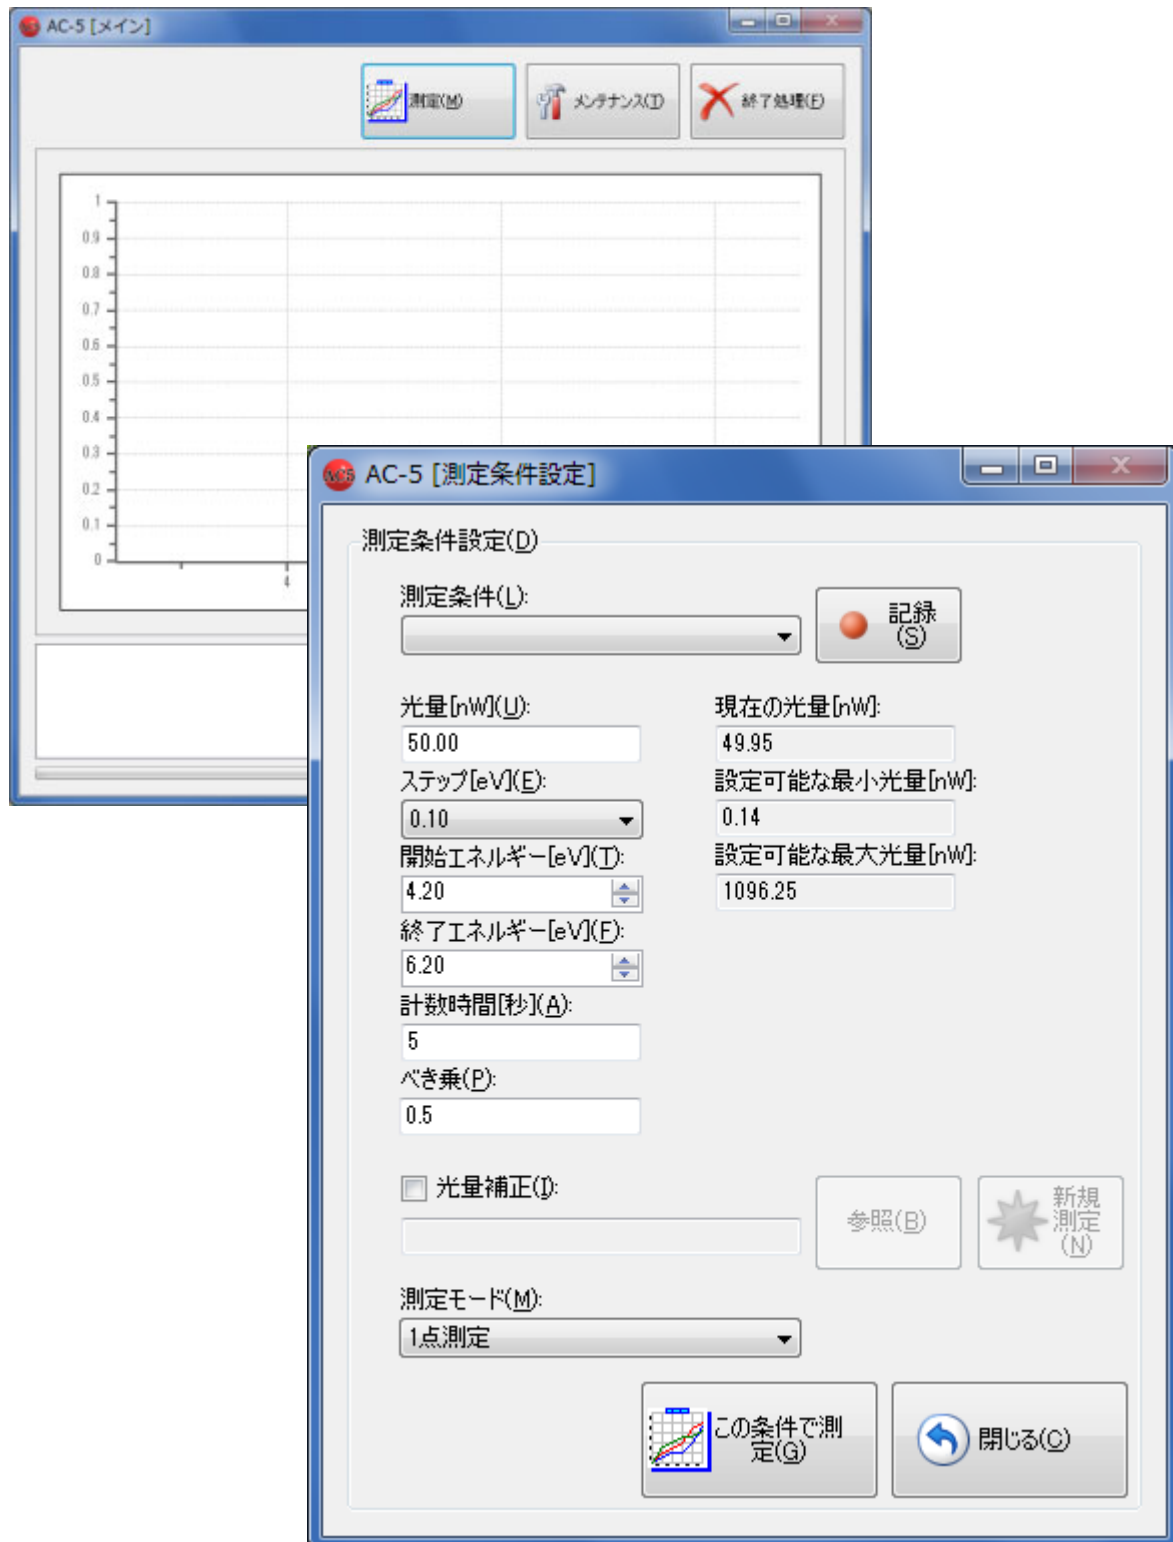 AC-5 [メイン]
測定(M)
メンテナンス(T)
終了処理(F)
1
0.9
0.8
0.7
0.6
0.5
0.4
0.3
0.2
0.1
0
4
AC5
AC-5 [測定条件設定]
測定条件設定(D)
測定条件(L):
記録
(S)
光量[nW](U):
現在の光量[nW]:
50.00
49.95
ステップ[eV](E):
設定可能な最小光量[nW]:
0.10
0.14
開始エネルギー[eV](T):
設定可能な最大光量[nW]:
4.20
1096.25
終了エネルギー[eV](F):
6.20
計数時間[秒](A):
5
べき乗(P):
0.5
光量補正(I):
参照(B)
新規
測定
(N)
測定モード(M):
1点測定
この条件で測
定(G)
閉じる(C)